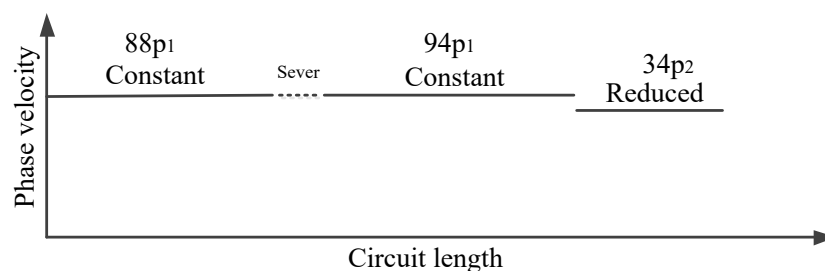 88p1
Constant
Sever
94p1
Constant
34p2
Reduced
Phase velocity
Circuit length